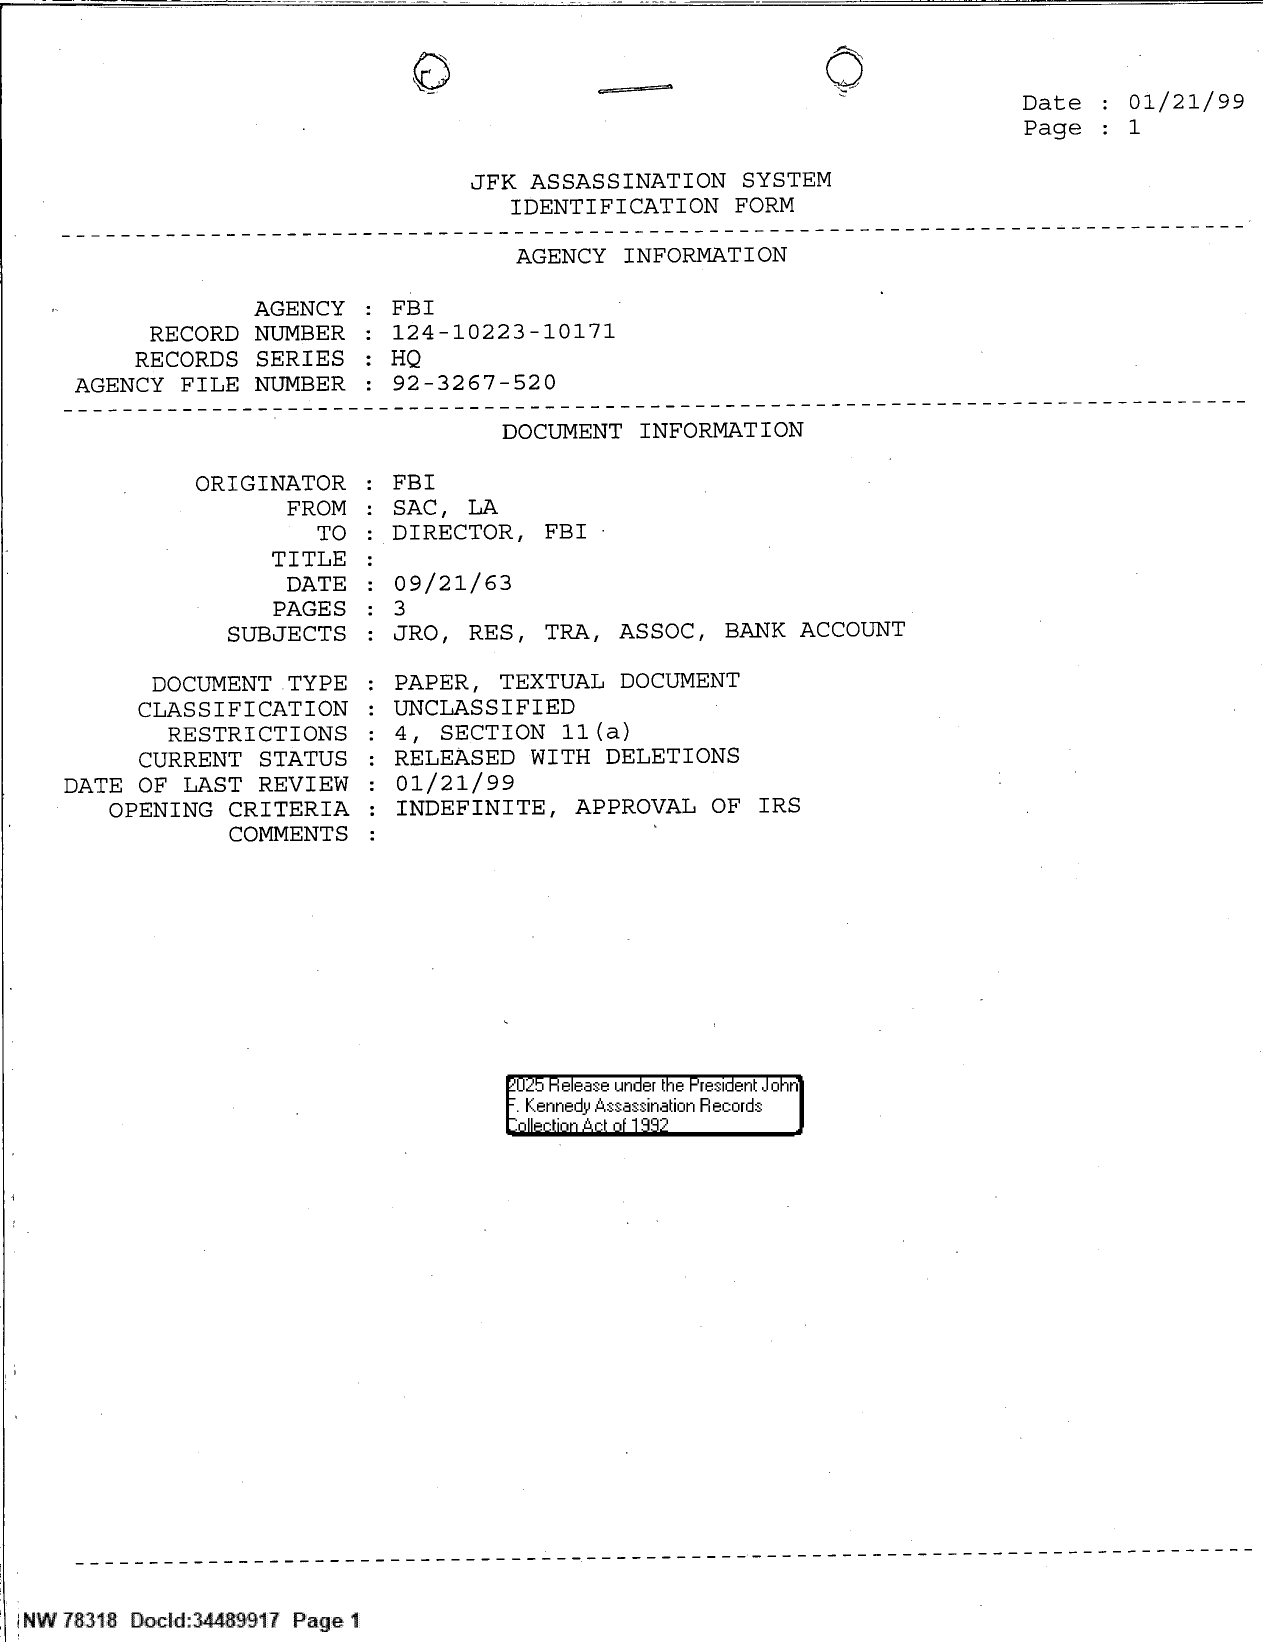 Date : 01/21/99
Page : 1
JFK ASSASSINATION SYSTEM
IDENTIFICATION FORM
AGENCY INFORMATION
AGENCY : FBI
RECORD NUMBER : 124-10223-10171
RECORDS SERIES : HQ
AGENCY FILE NUMBER : 92-3267-520
DOCUMENT INFORMATION
ORIGINATOR : FBI
FROM : SAC, LA
TO : DIRECTOR, FBI
TITLE :
DATE : 09/21/63
PAGES : 3
SUBJECTS : JRO, RES, TRA, ASSOC, BANK ACCOUNT
DOCUMENT TYPE : PAPER, TEXTUAL DOCUMENT
CLASSIFICATION : UNCLASSIFIED
RESTRICTIONS : 4, SECTION 11(a)
CURRENT STATUS : RELEASED WITH DELETIONS
DATE OF LAST REVIEW : 01/21/99
OPENING CRITERIA : INDEFINITE, APPROVAL OF IRS
COMMENTS :
2025 Release under the President John
F. Kennedy Assassination Records
Collection Act of 1992
NW 78318 DocId:34489917 Page 1